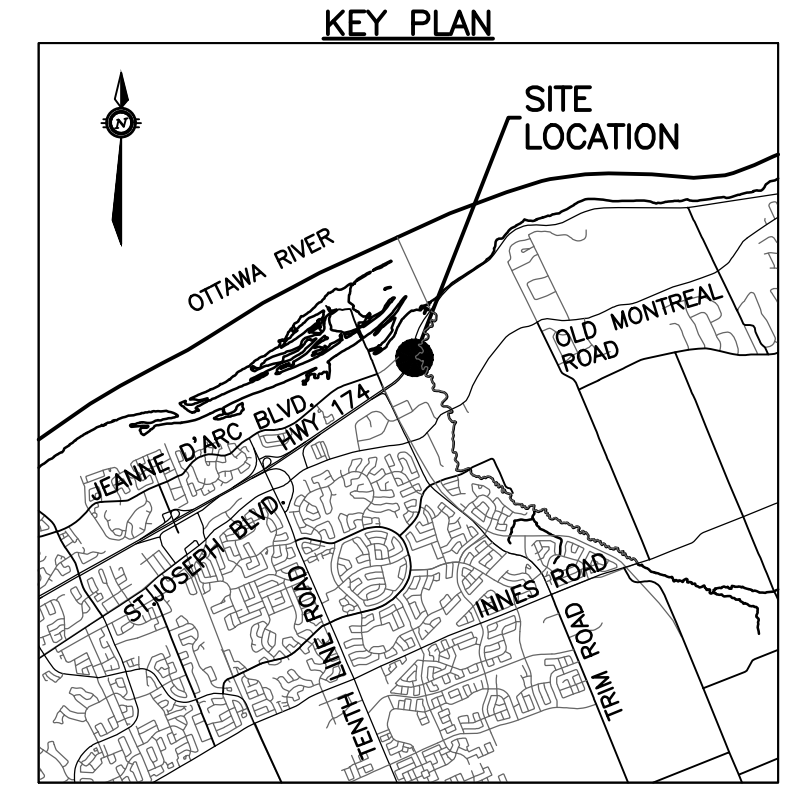 KEY PLAN
N
SITE
LOCATION
OTTAWA RIVER
OLD MONTREAL
ROAD
JEANNE D'ARC BLVD.
HWY 174
ST.JOSEPH BLVD.
TENTH LINE ROAD
INNES ROAD
TRIM ROAD